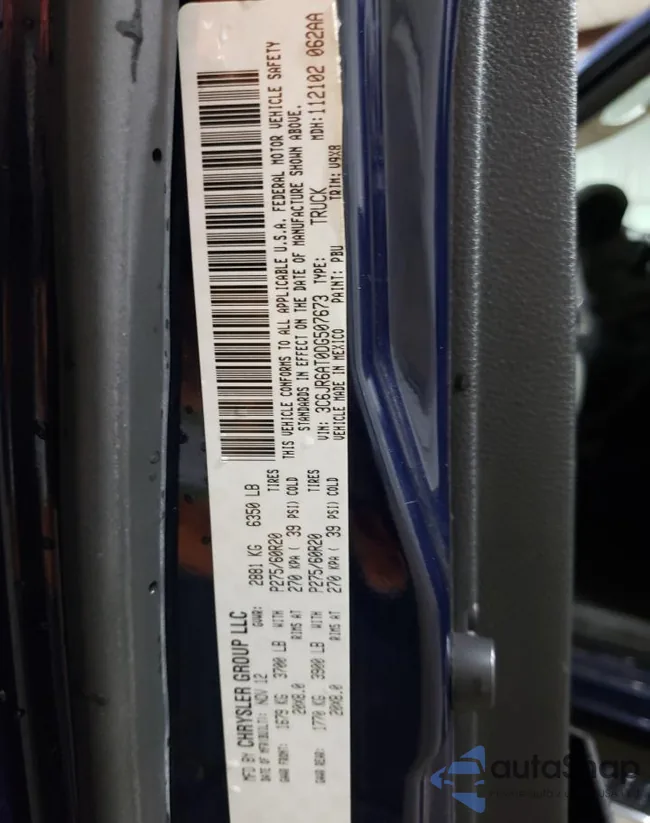 MFD BY CHRYSLER GROUP LLC
DATE OF MFR(BUILT): NOV 12 GVWR: 2881 KG 6350 LB
GAWR FRONT: 1679 KG 3700 LB WITH P275/60R20 TIRES
20X8.0 RIMS AT 270 KPA ( 39 PSI) COLD
GAWR REAR: 1770 KG 3900 LB WITH P275/60R20 TIRES
20X8.0 RIMS AT 270 KPA ( 39 PSI) COLD
THIS VEHICLE CONFORMS TO ALL APPLICABLE U.S.A. FEDERAL MOTOR VEHICLE SAFETY
STANDARDS IN EFFECT ON THE DATE OF MANUFACTURE SHOWN ABOVE.
VIN: 3C6JR6AT0DG507673 TYPE: TRUCK MDH: 112102 062AA
VEHICLE MADE IN MEXICO PAINT: PBU TRIM: V9X8
autaShap